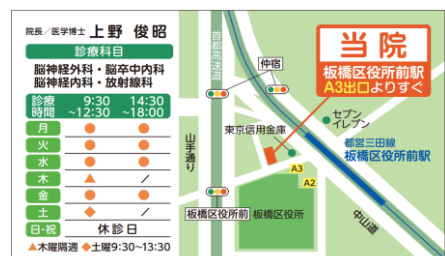 院長／医学博士 上野 俊昭
診療科目
脳神経外科・脳卒中内科
脳神経内科・放射線科
診療時間 9:30~12:30 14:30~18:00
月 ● ●
火 ● ●
水 ● ●
木 ▲ ／
金 ● ●
土 ◆ ／
日・祝 休診日
▲木曜隔週 ◆土曜9:30~13:30
首都高速道
山手通り
仲宿
東京信用金庫
セブン
イレブン
当院
板橋区役所前駅
A3出口よりすぐ
都営三田線
板橋区役所前駅
A3
A2
板橋区役所前
板橋区役所
中山道